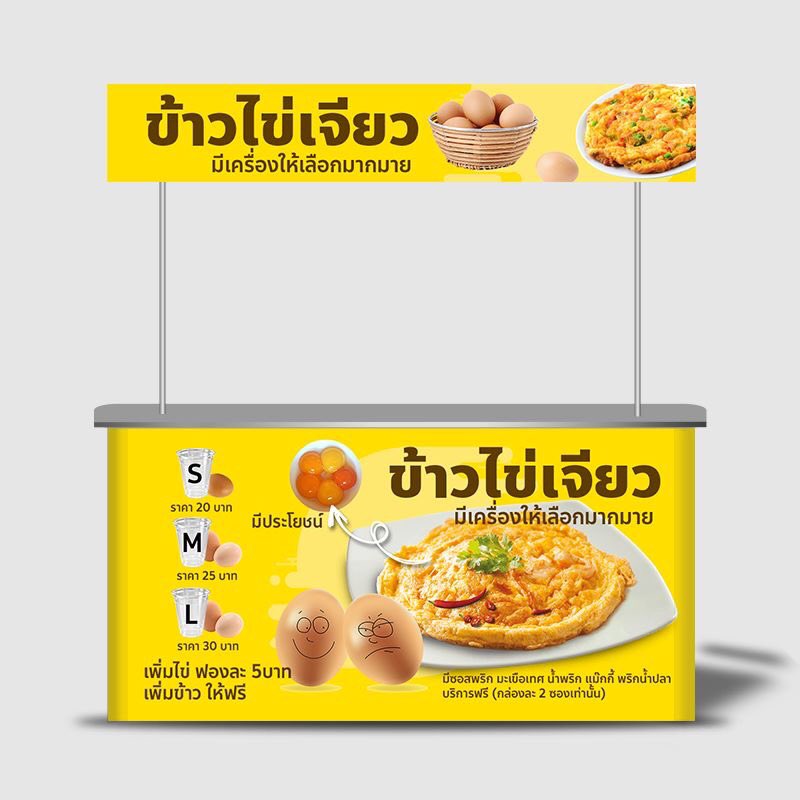 ข้าวไข่เจียว
มีเครื่องให้เลือกมากมาย
S
ราคา 20 บาท
M
ราคา 25 บาท
L
ราคา 30 บาท
เพิ่มไข่ ฟองละ 5บาท
เพิ่มข้าว ให้ฟรี
มีประโยชน์
ข้าวไข่เจียว
มีเครื่องให้เลือกมากมาย
มีซอสพริก มะเขือเทศ น้ำพริก แม๊กกี้ พริกน้ำปลา
บริการฟรี (กล่องละ 2 ซองเท่านั้น)